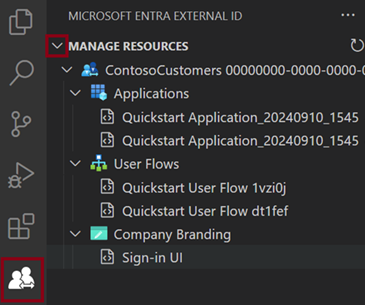 MICROSOFT ENTRA EXTERNAL ID
MANAGE RESOURCES
ContosoCustomers 00000000-0000-0000-
Applications
Quickstart Application_20240910_1545
Quickstart Application_20240910_1545
User Flows
Quickstart User Flow 1vzi0j
Quickstart User Flow dt1fef
Company Branding
Sign-in UI